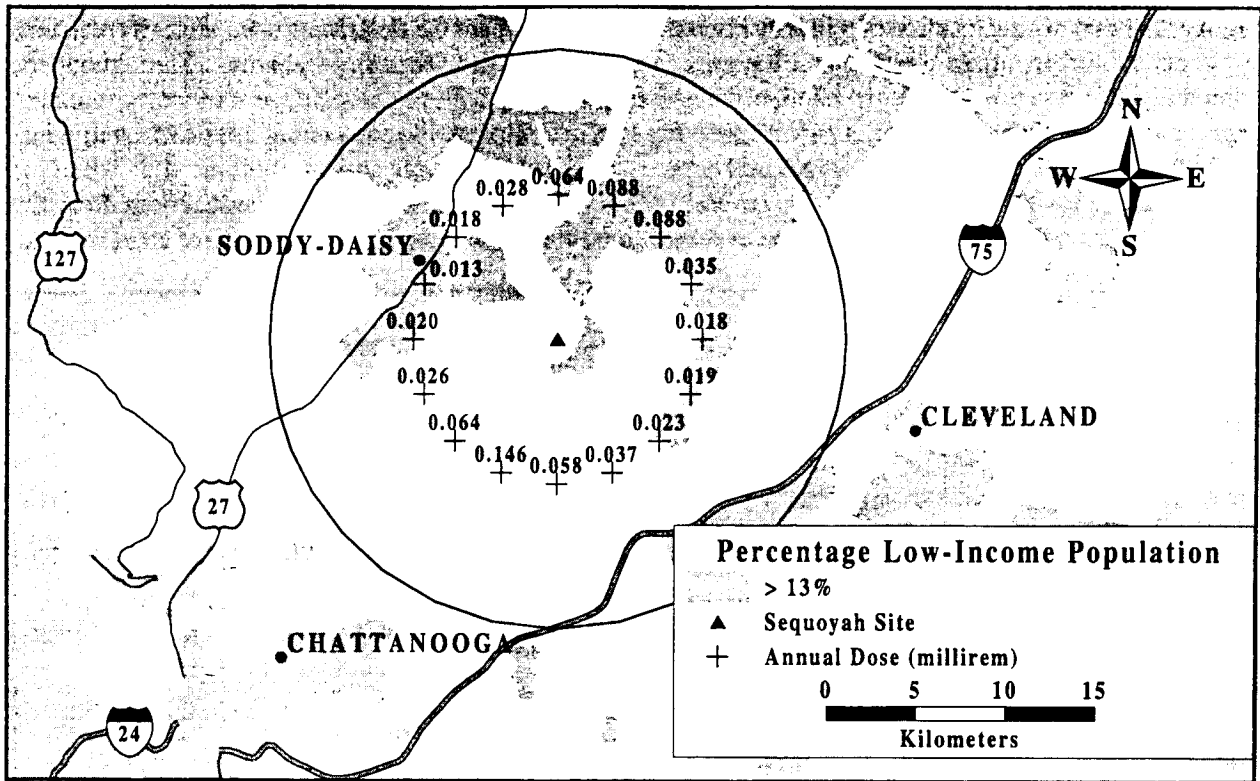 N
0.064
0.028
0.088
W
E
0.018
0.088
S
SODDY-DAISY
127
75
0.013
0.035
0.020
0.018
0.026
0.019
CLEVELAND
0.064
0.023
0.146
0.058
0.037
27
Percentage Low-Income Population
> 13%
Sequoyah Site
CHATTANOOGA
Annual Dose (millirem)
0 5 10 15
24
Kilometers